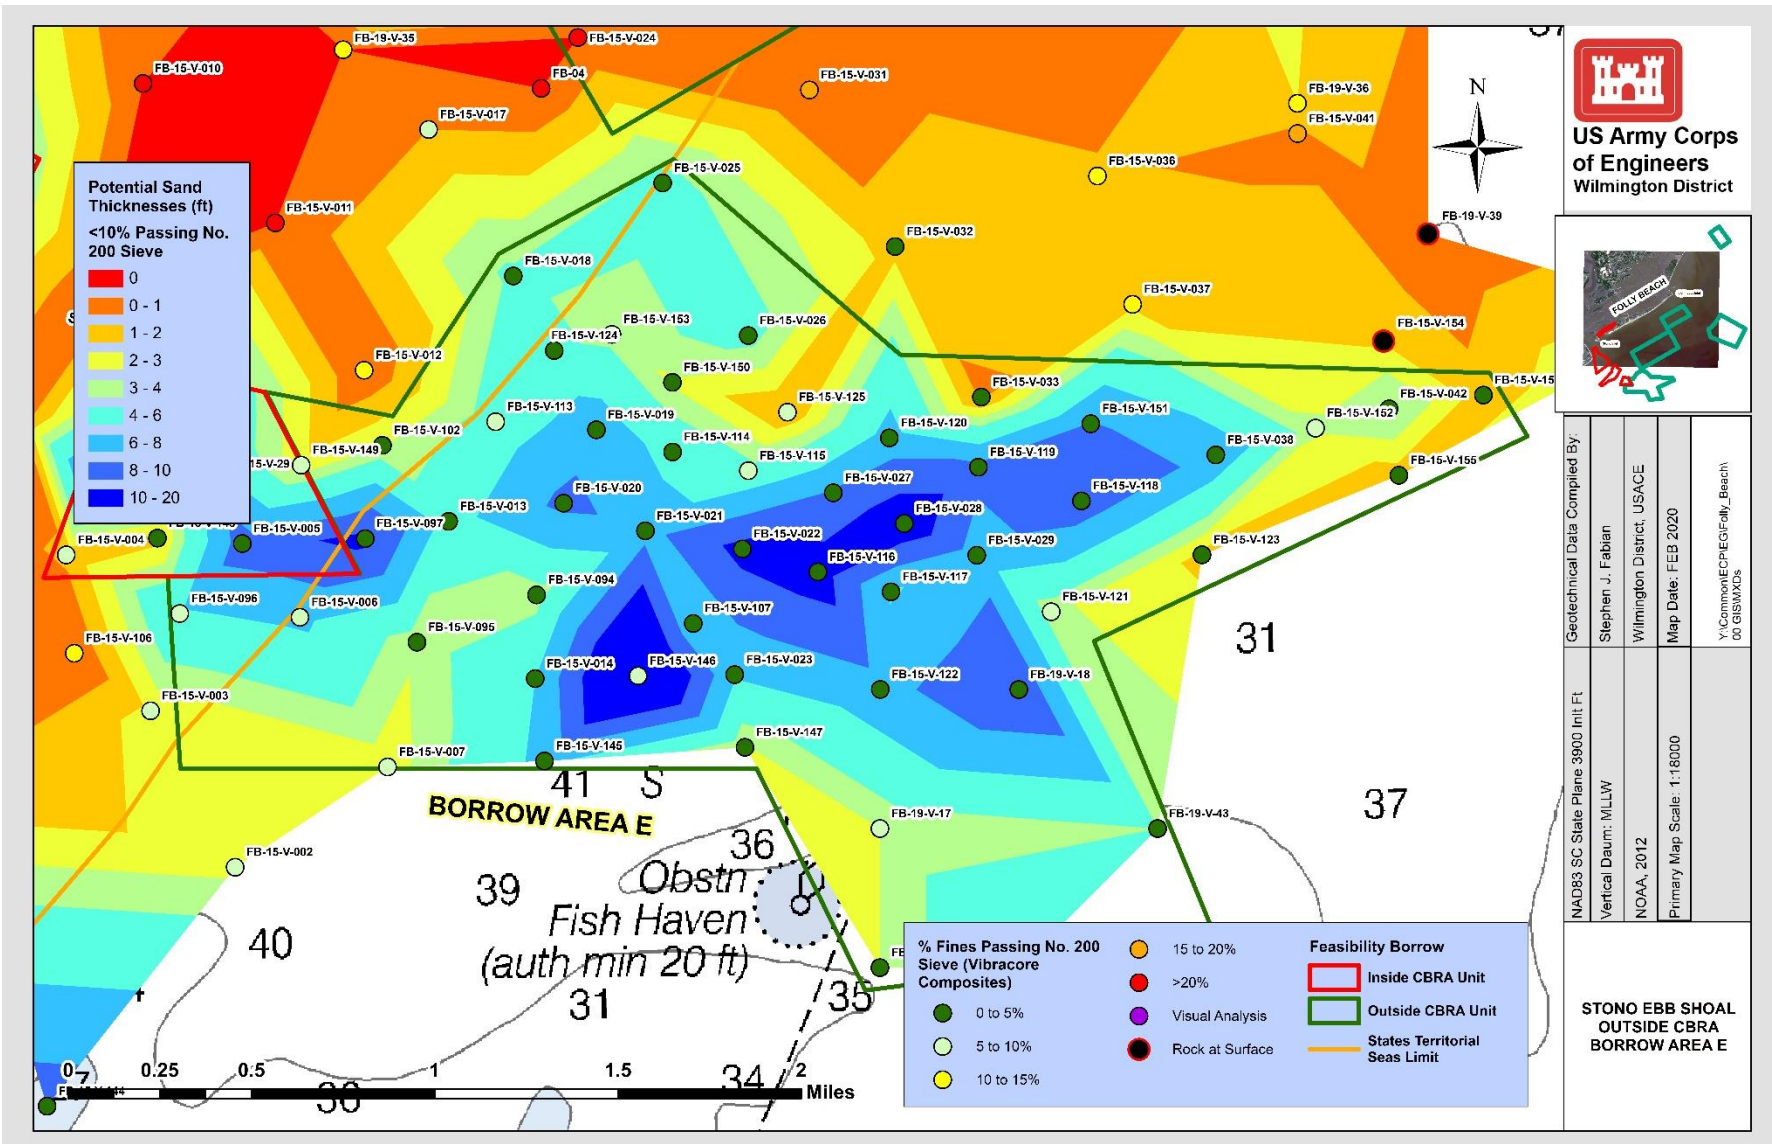 FB-19-V-35
FB-15-V-024
FB-15-V-010
FB-04
FB-15-V-031
FB-19-V-36
FB-15-V-017
FB-15-V-041
FB-15-V-036
FB-15-V-025
FB-15-V-011
FB-19-V-39
FB-15-V-032
FB-15-V-018
FB-15-V-037
FB-15-V-153
FB-15-V-026
FB-15-V-154
FB-15-V-124
FB-15-V-012
FB-15-V-150
FB-15-V-033
FB-15-V-042
FB-15-V-15
FB-15-V-125
FB-15-V-113
FB-15-V-019
FB-15-V-151
FB-15-V-152
FB-15-V-102
FB-15-V-120
FB-15-V-149
FB-15-V-114
FB-15-V-038
FB-15-V-119
FB-15-V-115
FB-15-V-155
15-V-29
FB-15-V-027
FB-15-V-118
FB-15-V-020
FB-15-V-013
FB-15-V-028
FB-15-V-097
FB-15-V-005
FB-15-V-021
FB-15-V-022
FB-15-V-004
FB-15-V-029
FB-15-V-123
FB-15-V-116
FB-15-V-094
FB-15-V-117
FB-15-V-096
FB-15-V-006
FB-15-V-107
FB-15-V-121
FB-15-V-095
FB-15-V-106
FB-15-V-014
FB-15-V-146
FB-15-V-023
FB-15-V-122
FB-19-V-18
FB-15-V-003
FB-15-V-147
FB-15-V-007
FB-15-V-145
FB-19-V-17
FB-19-V-43
FB-15-V-002
Potential Sand
Thicknesses (ft)
<10% Passing No.
200 Sieve
0
0 - 1
1 - 2
2 - 3
3 - 4
4 - 6
6 - 8
8 - 10
10 - 20
N
31
37
41 S
BORROW AREA E
36
39
Obstn
Fish Haven
(auth min 20 ft)
40
31
35
34
0 0.25 0.5 1 1.5 2
Miles
% Fines Passing No. 200
Sieve (Vibracore
Composites)
0 to 5%
5 to 10%
10 to 15%
15 to 20%
>20%
Visual Analysis
Rock at Surface
Feasibility Borrow
Inside CBRA Unit
Outside CBRA Unit
States Territorial
Seas Limit
US Army Corps
of Engineers
Wilmington District
FOLLY BEACH
Geotechnical Data Compiled By:
Stephen J. Fabian
Wilmington District, USACE
Map Date: FEB 2020
Y:\Common\ECP\EG\Folly_Beach\
00 GIS\MXDs
NAD83 SC State Plane 3900 Intl Ft
Vertical Daum: MLLW
NOAA, 2012
Primary Map Scale: 1:18000
STONO EBB SHOAL
OUTSIDE CBRA
BORROW AREA E